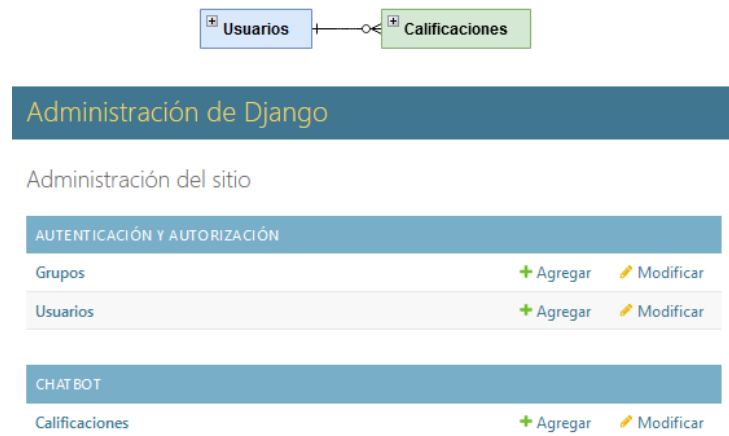 Usuarios Calificaciones
Administración de Django
Administración del sitio
AUTENTICACIÓN Y AUTORIZACIÓN
Grupos Agregar Modificar
Usuarios Agregar Modificar
CHATBOT
Calificaciones Agregar Modificar